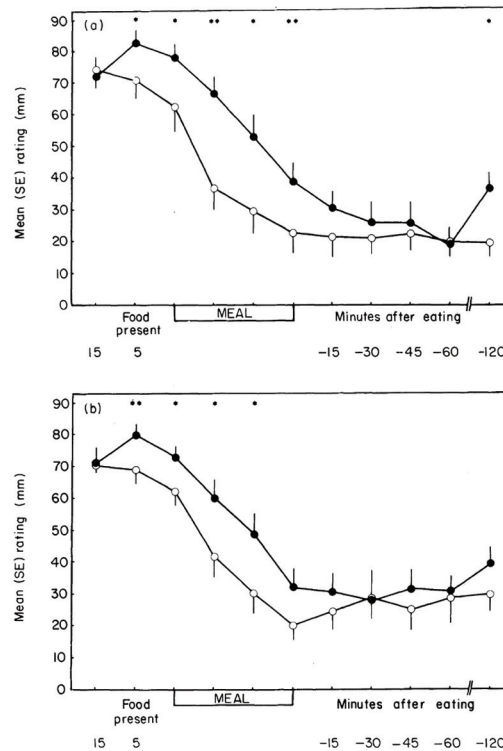 (a)
Mean (SE) rating (mm)
90
80
70
60
50
40
30
20
10
0
* * * ** * ** *
Food present
MEAL
Minutes after eating
15 5 -15 -30 -45 -60 -120
(b)
Mean (SE) rating (mm)
90
80
70
60
50
40
30
20
10
0
** * * *
Food present
MEAL
Minutes after eating
15 5 -15 -30 -45 -60 -120